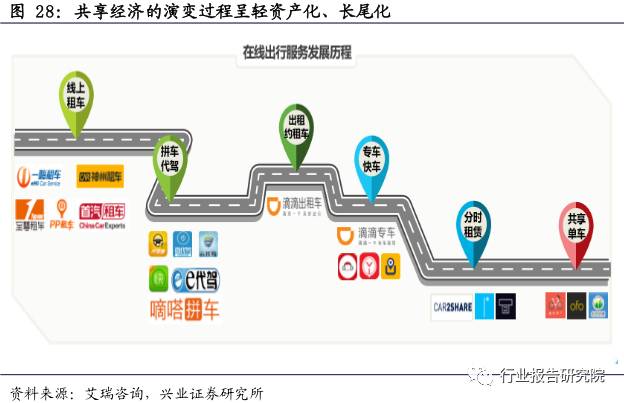 图 28: 共享经济的演变过程呈轻资产化、长尾化
在线出行服务发展历程
线上
租车
拼车
代驾
出租
约租车
专车
快车
分时
租赁
共享
单车
一嗨租车
eHi Car Service
神州租车
至尊租车
PP租车
首汽租车
China Car Experts
e代驾
嘀嗒拼车
滴滴出租车
滴滴专车
CAR2SHARE
ofo
行业报告研究院
资料来源: 艾瑞咨询, 兴业证券研究所